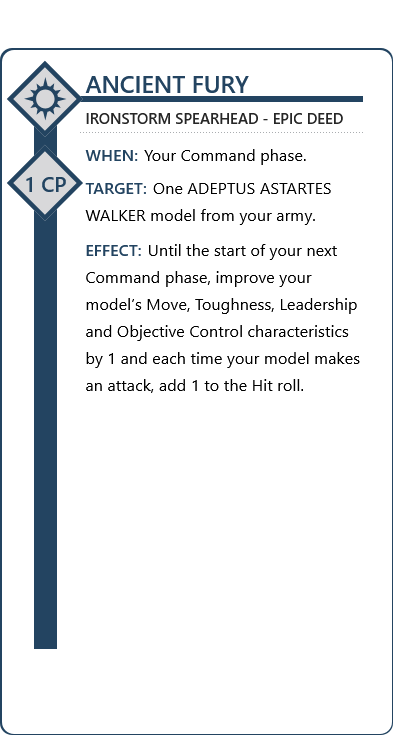 ANCIENT FURY
IRONSTORM SPEARHEAD - EPIC DEED
WHEN: Your Command phase.
1 CP
TARGET: One ADEPTUS ASTARTES
WALKER model from your army.
EFFECT: Until the start of your next
Command phase, improve your
model’s Move, Toughness, Leadership
and Objective Control characteristics
by 1 and each time your model makes
an attack, add 1 to the Hit roll.